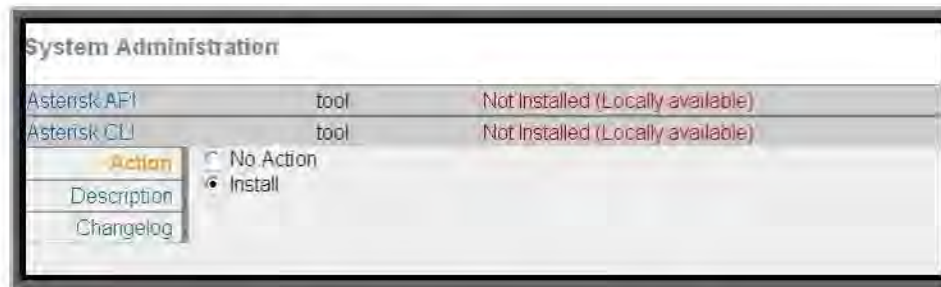 System Administration
Asterisk API tool Not Installed (Locally available)
Asterisk CLI tool Not Installed (Locally available)
Action
No Action
Install
Description
Changelog